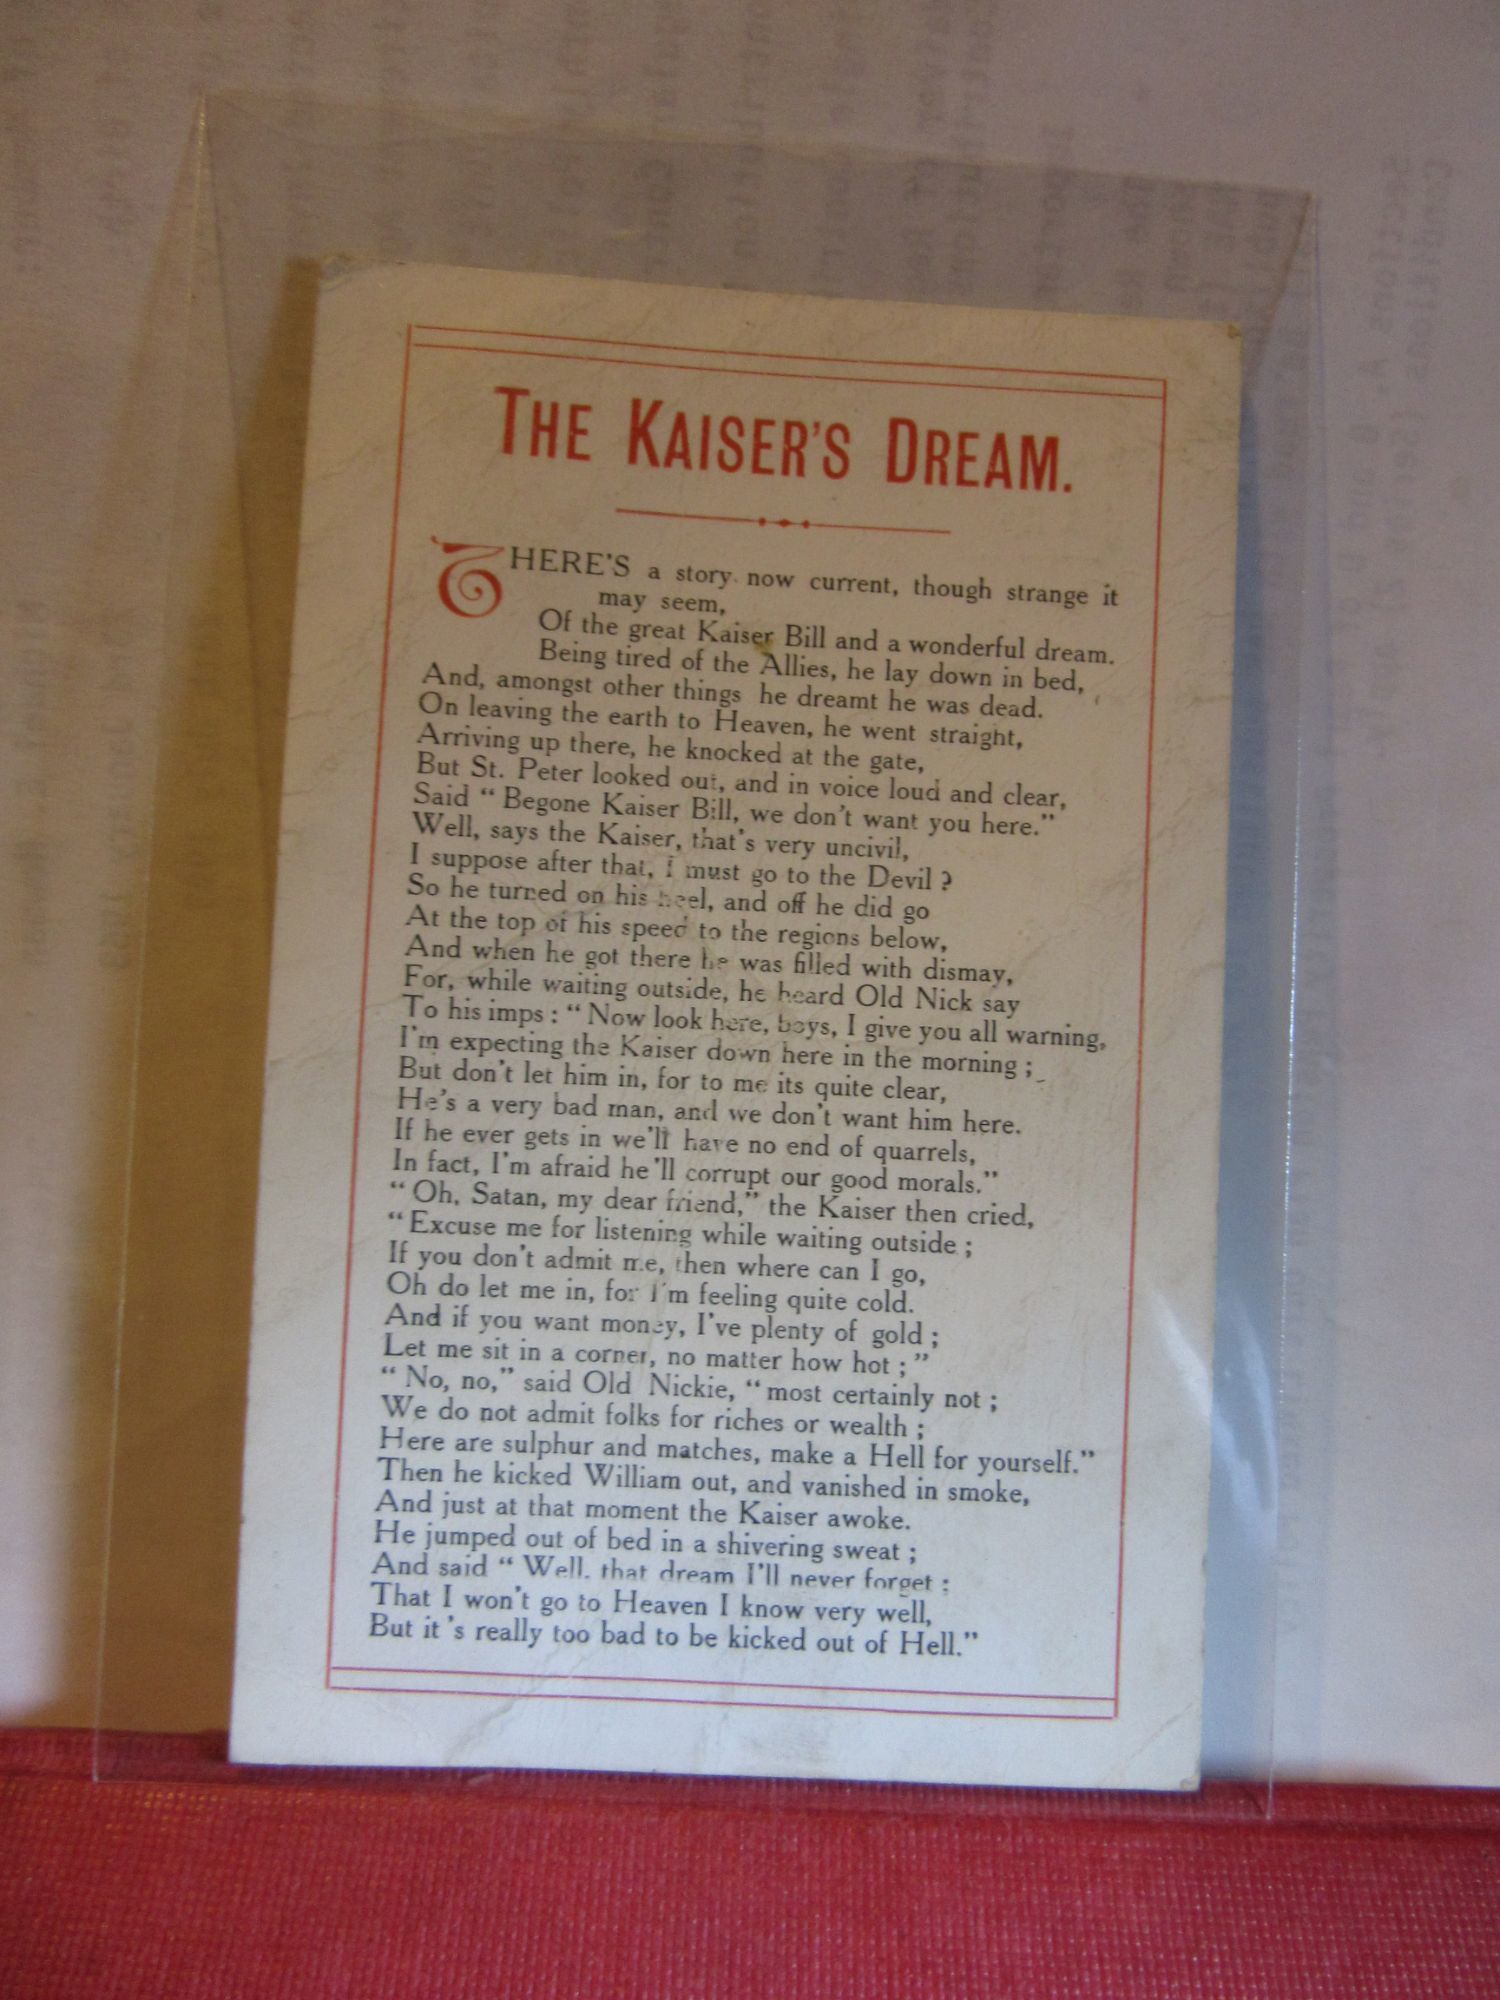 THE KAISER'S DREAM.
THERE'S a story now current, though strange it
may seem,
Of the great Kaiser Bill and a wonderful dream.
Being tired of the Allies, he lay down in bed,
And, amongst other things he dreamt he was dead.
On leaving the earth to Heaven, he went straight,
Arriving up there, he knocked at the gate,
But St. Peter looked out, and in voice loud and clear,
Said “ Begone Kaiser Bill, we don't want you here.”
Well, says the Kaiser, that's very uncivil,
I suppose after that, I must go to the Devil ?
So he turned on his heel, and off he did go
At the top of his speed to the regions below,
And when he got there he was filled with dismay,
For, while waiting outside, he heard Old Nick say
To his imps : “ Now look here, boys, I give you all warning,
I'm expecting the Kaiser down here in the morning ;
But don't let him in, for to me its quite clear,
He's a very bad man, and we don't want him here.
If he ever gets in we'll have no end of quarrels,
In fact, I'm afraid he'll corrupt our good morals.”
“ Oh, Satan, my dear friend,” the Kaiser then cried,
“ Excuse me for listening while waiting outside ;
If you don't admit me, then where can I go,
Oh do let me in, for I'm feeling quite cold.
And if you want money, I've plenty of gold ;
Let me sit in a corner, no matter how hot ; ”
“ No, no,” said Old Nickie, “ most certainly not ;
We do not admit folks for riches or wealth ;
Here are sulphur and matches, make a Hell for yourself.”
Then he kicked William out, and vanished in smoke,
And just at that moment the Kaiser awoke.
He jumped out of bed in a shivering sweat ;
And said “ Well, that dream I'll never forget ;
That I won't go to Heaven I know very well,
But it's really too bad to be kicked out of Hell.”